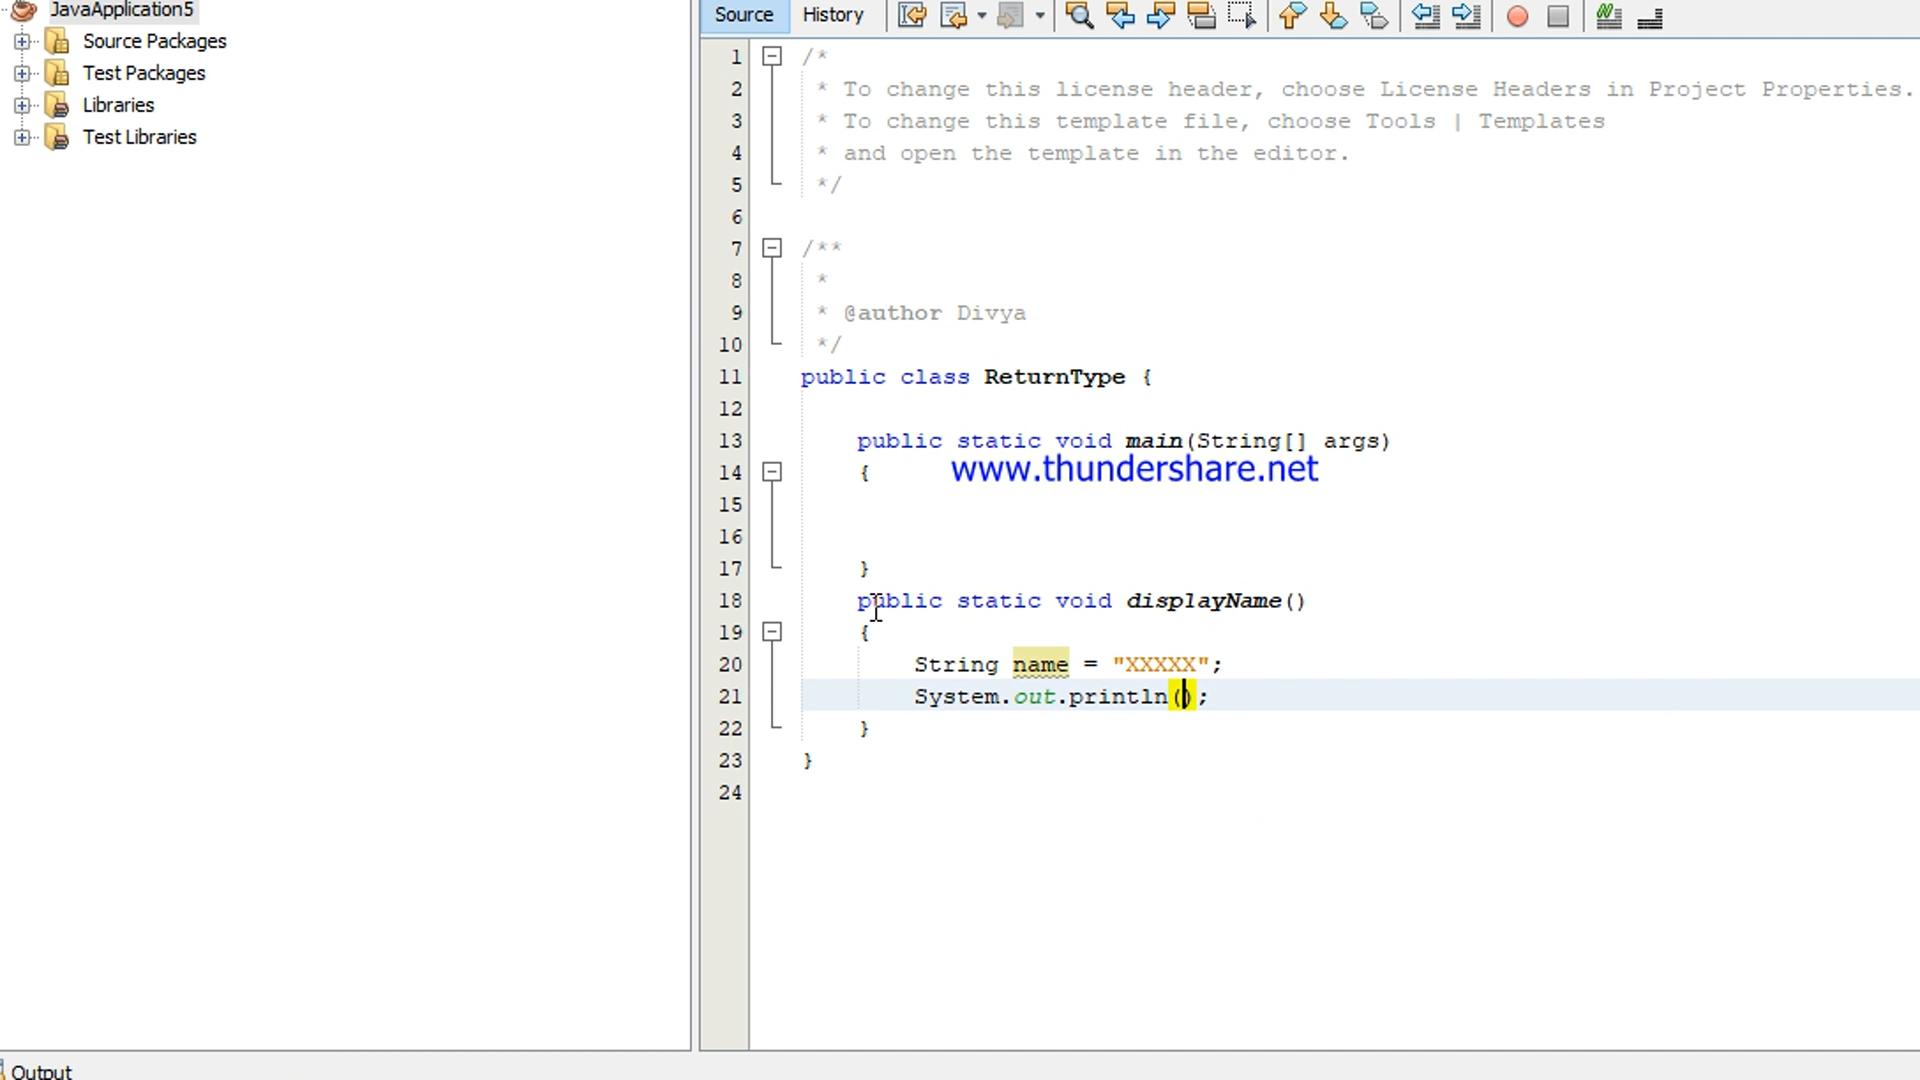 JavaApplication5
Source Packages
Test Packages
Libraries
Test Libraries
Source History
1 /*
2 * To change this license header, choose License Headers in Project Properties.
3 * To change this template file, choose Tools | Templates
4 * and open the template in the editor.
5 */
6
7 /**
8 *
9 * @author Divya
10 */
11 public class ReturnType {
12
13 public static void main(String[] args)
14 {
www.thundershare.net
15
16
17 }
18 public static void displayName()
19 {
20 String name = "XXXXX";
21 System.out.println();
22 }
23 }
24
Output